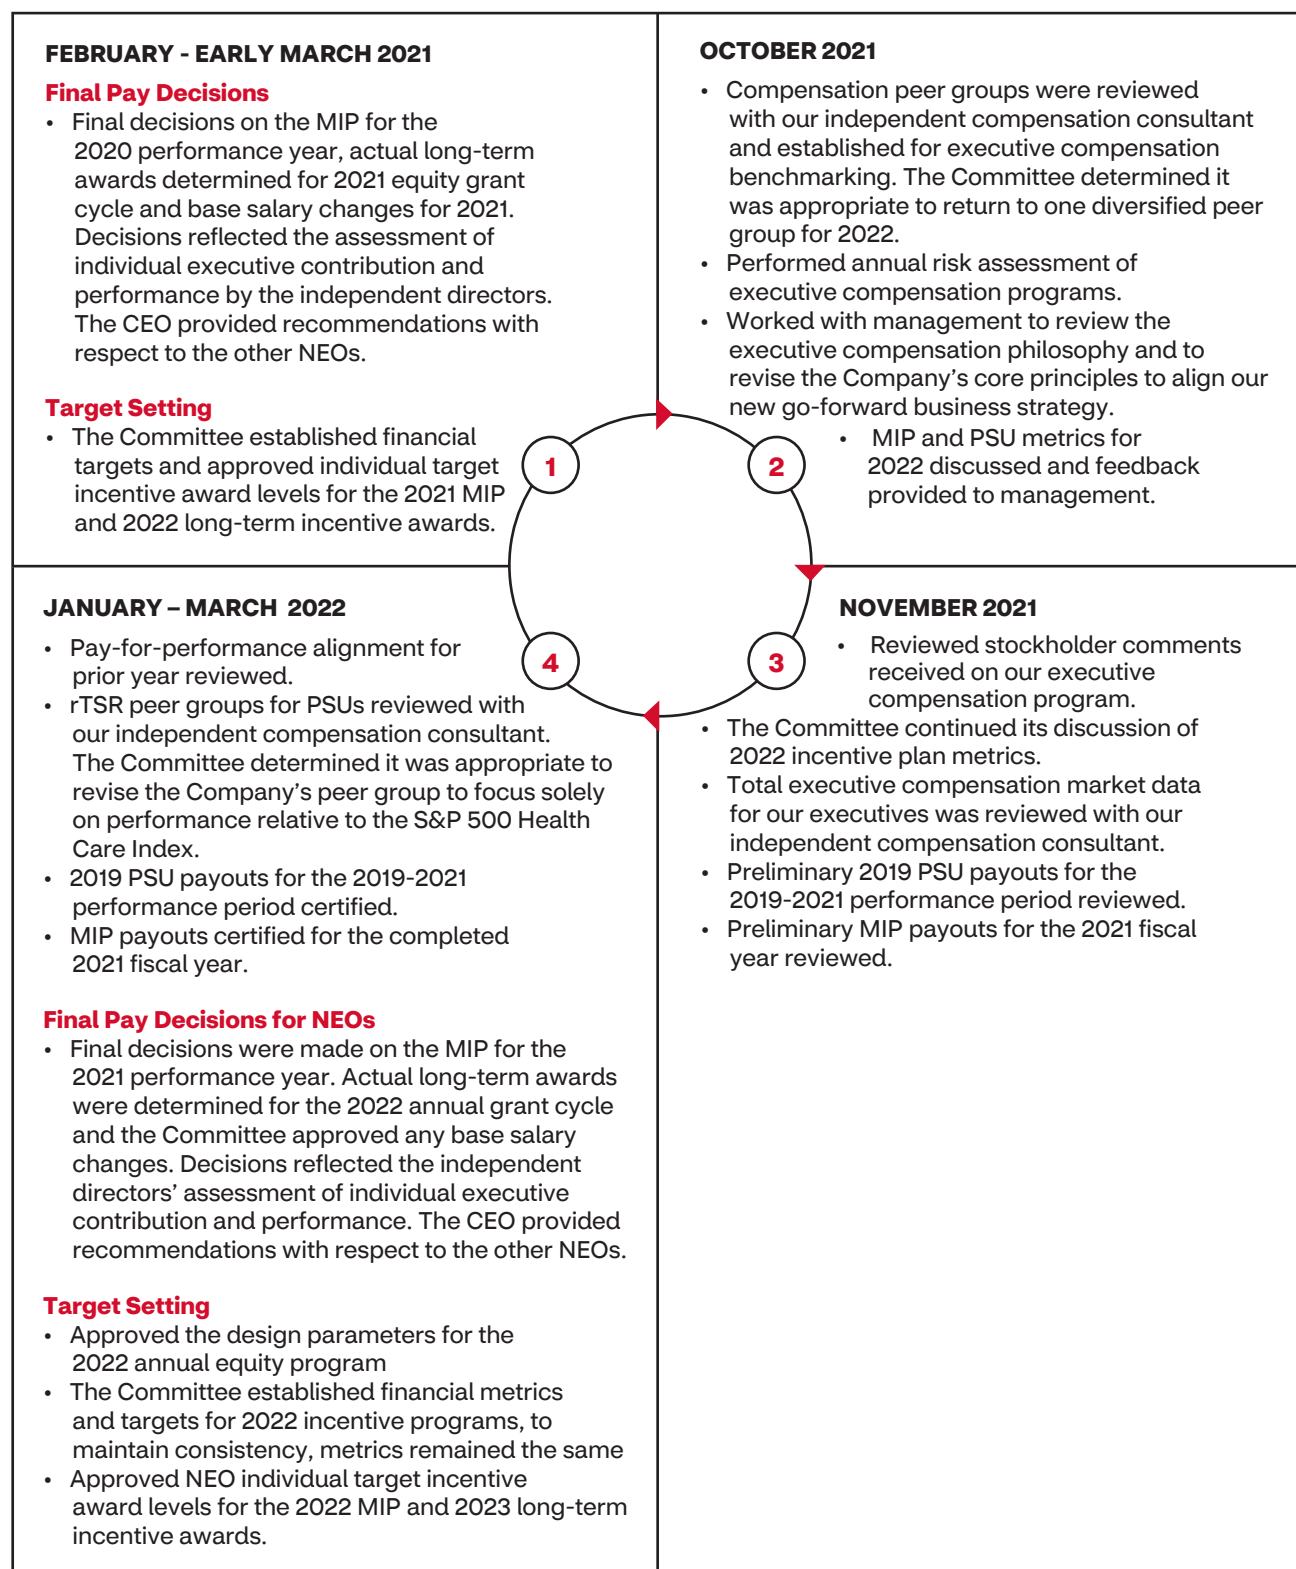 FEBRUARY - EARLY MARCH 2021
Final Pay Decisions
• Final decisions on the MIP for the
2020 performance year, actual long-term
awards determined for 2021 equity grant
cycle and base salary changes for 2021.
Decisions reflected the assessment of
individual executive contribution and
performance by the independent directors.
The CEO provided recommendations with
respect to the other NEOs.
Target Setting
• The Committee established financial
targets and approved individual target
incentive award levels for the 2021 MIP
and 2022 long-term incentive awards.
1
OCTOBER 2021
• Compensation peer groups were reviewed
with our independent compensation consultant
and established for executive compensation
benchmarking. The Committee determined it
was appropriate to return to one diversified peer
group for 2022.
• Performed annual risk assessment of
executive compensation programs.
• Worked with management to review the
executive compensation philosophy and to
revise the Company's core principles to align our
new go-forward business strategy.
• MIP and PSU metrics for
2022 discussed and feedback
provided to management.
2
NOVEMBER 2021
• Reviewed stockholder comments
received on our executive
compensation program.
• The Committee continued its discussion of
2022 incentive plan metrics.
• Total executive compensation market data
for our executives was reviewed with our
independent compensation consultant.
• Preliminary 2019 PSU payouts for the
2019-2021 performance period reviewed.
• Preliminary MIP payouts for the 2021 fiscal
year reviewed.
3
JANUARY – MARCH 2022
• Pay-for-performance alignment for
prior year reviewed.
• rTSR peer groups for PSUs reviewed with
our independent compensation consultant.
The Committee determined it was appropriate to
revise the Company's peer group to focus solely
on performance relative to the S&P 500 Health
Care Index.
• 2019 PSU payouts for the 2019-2021
performance period certified.
• MIP payouts certified for the completed
2021 fiscal year.
4
Final Pay Decisions for NEOs
• Final decisions were made on the MIP for the
2021 performance year. Actual long-term awards
were determined for the 2022 annual grant cycle
and the Committee approved any base salary
changes. Decisions reflected the independent
directors' assessment of individual executive
contribution and performance. The CEO provided
recommendations with respect to the other NEOs.
Target Setting
• Approved the design parameters for the
2022 annual equity program
• The Committee established financial metrics
and targets for 2022 incentive programs, to
maintain consistency, metrics remained the same
• Approved NEO individual target incentive
award levels for the 2022 MIP and 2023 long-term
incentive awards.